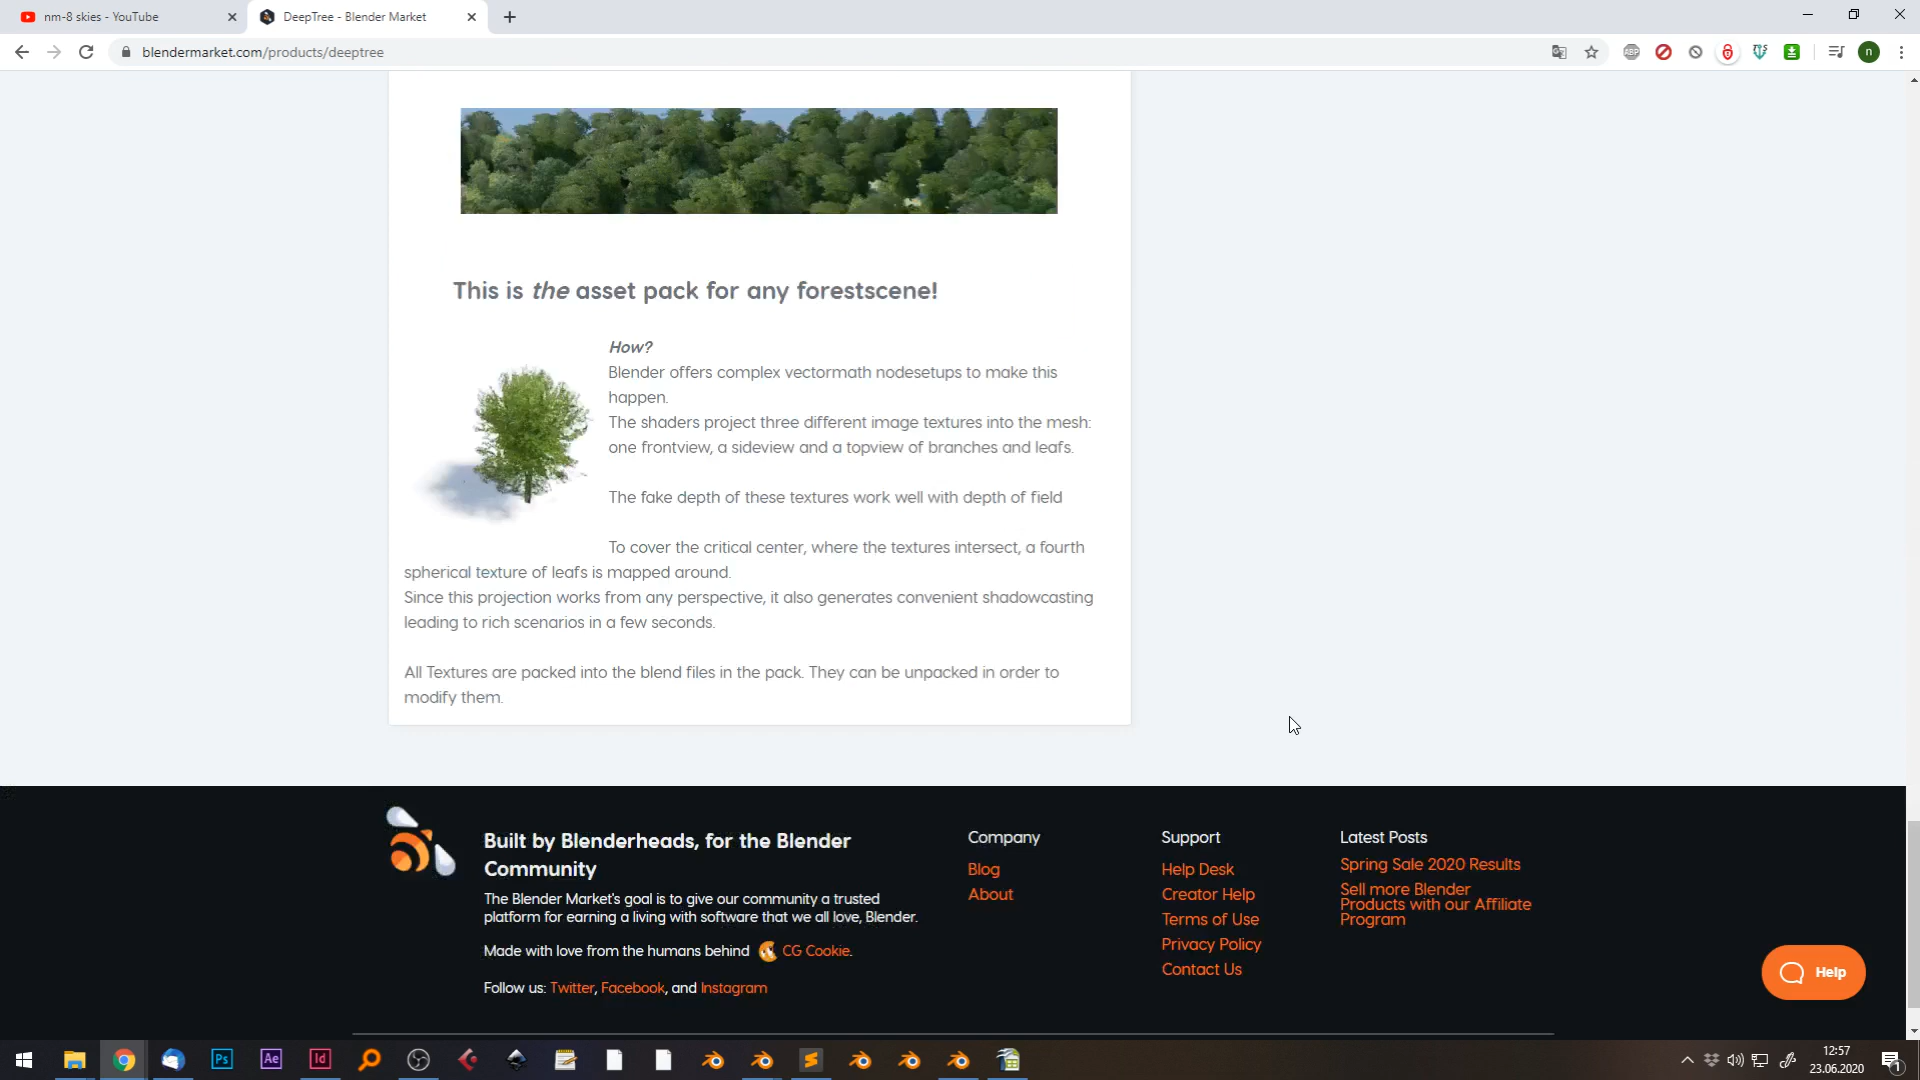 nm-8 skies - YouTube
DeepTree - Blender Market
blendermarket.com/products/deeptree
ABP
n
This is the asset pack for any forestscene!
How?
Blender offers complex vectormath nodesetups to make this
happen.
The shaders project three different image textures into the mesh:
one frontview, a sideview and a topview of branches and leafs.
The fake depth of these textures work well with depth of field
To cover the critical center, where the textures intersect, a fourth
spherical texture of leafs is mapped around.
Since this projection works from any perspective, it also generates convenient shadowcasting
leading to rich scenarios in a few seconds.
All Textures are packed into the blend files in the pack. They can be unpacked in order to
modify them.
Built by Blenderheads, for the Blender
Community
The Blender Market's goal is to give our community a trusted
platform for earning a living with software that we all love, Blender.
Made with love from the humans behind CG Cookie.
Follow us: Twitter, Facebook, and Instagram
Company
Blog
About
Support
Help Desk
Creator Help
Terms of Use
Privacy Policy
Contact Us
Latest Posts
Spring Sale 2020 Results
Sell more Blender
Products with our Affiliate
Program
Help
Ps
Ae
Id
12:57
23.06.2020
1